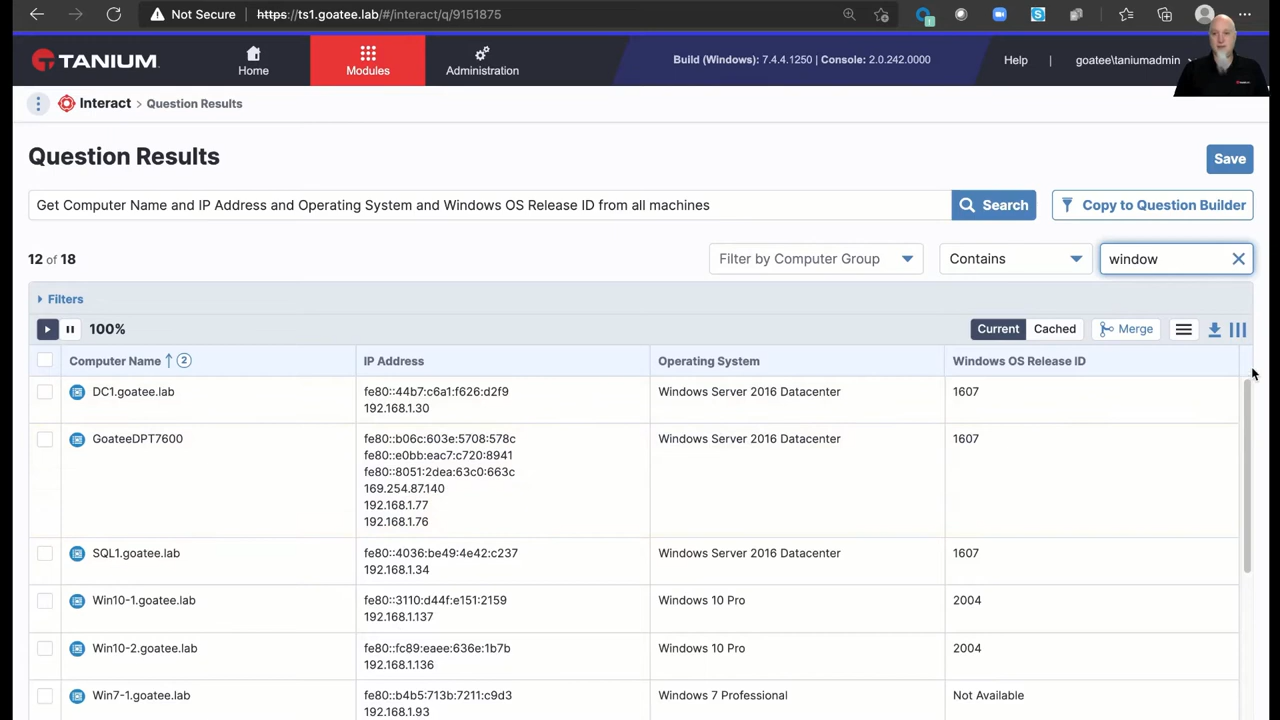 Not Secure https://ts1.goatee.lab/#/interact/q/9151875
TANIUM
Home
Modules
Administration
Build (Windows): 7.4.4.1250 | Console: 2.0.242.0000
Help
goatee\taniumadmin
Interact > Question Results
Question Results
Save
Get Computer Name and IP Address and Operating System and Windows OS Release ID from all machines
Search
Copy to Question Builder
12 of 18
Filter by Computer Group
Contains
window
Filters
100%
Current
Cached
Merge
Computer Name 2
IP Address
Operating System
Windows OS Release ID
DC1.goatee.lab
fe80::44b7:c6a1:f626:d2f9
192.168.1.30
Windows Server 2016 Datacenter
1607
GoateeDPT7600
fe80::b06c:603e:5708:578c
fe80::e0bb:eac7:c720:8941
fe80::8051:2dea:63c0:663c
169.254.87.140
192.168.1.77
192.168.1.76
Windows Server 2016 Datacenter
1607
SQL1.goatee.lab
fe80::4036:be49:4e42:c237
192.168.1.34
Windows Server 2016 Datacenter
1607
Win10-1.goatee.lab
fe80::3110:d44f:e151:2159
192.168.1.137
Windows 10 Pro
2004
Win10-2.goatee.lab
fe80::fc89:eaee:636e:1b7b
192.168.1.136
Windows 10 Pro
2004
Win7-1.goatee.lab
fe80::b4b5:713b:7211:c9d3
192.168.1.93
Windows 7 Professional
Not Available